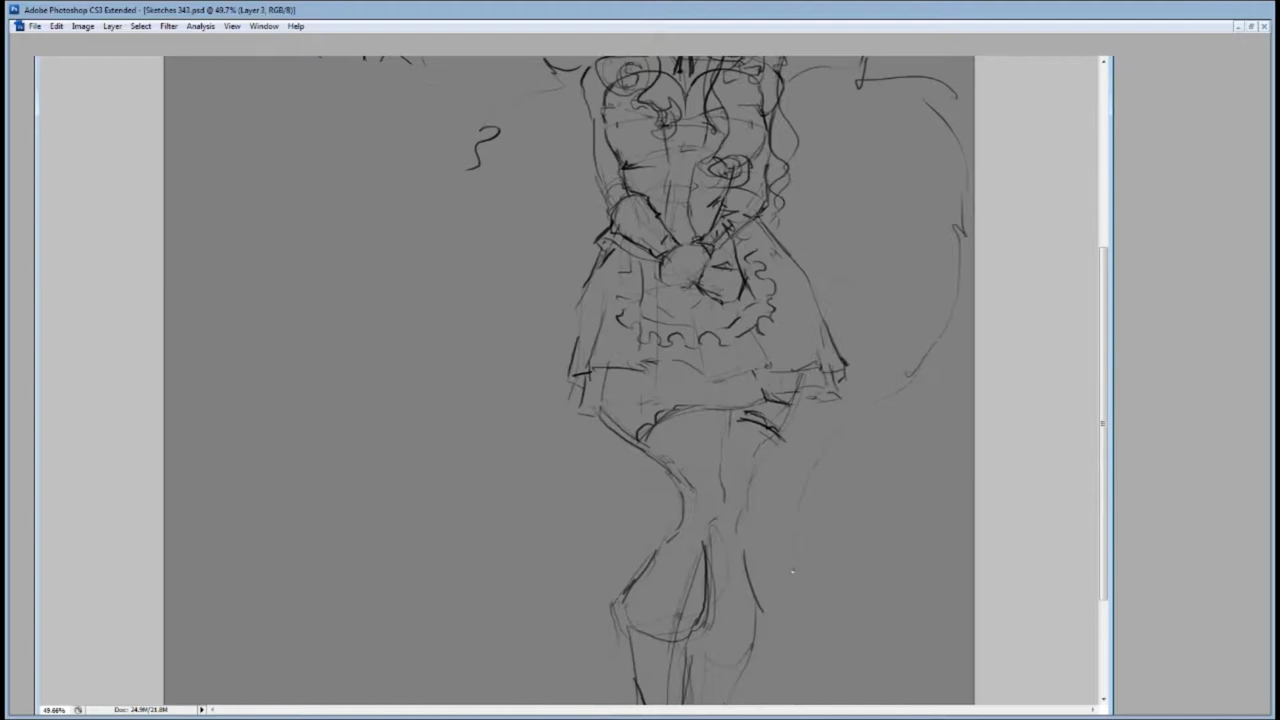 Adobe Photoshop CS3 Extended - [Sketches 343.psd @ 49.7% (Layer 3, RGB/8)]
File Edit Image Layer Select Filter Analysis View Window Help
49.66% Doc: 24.9M/21.8M